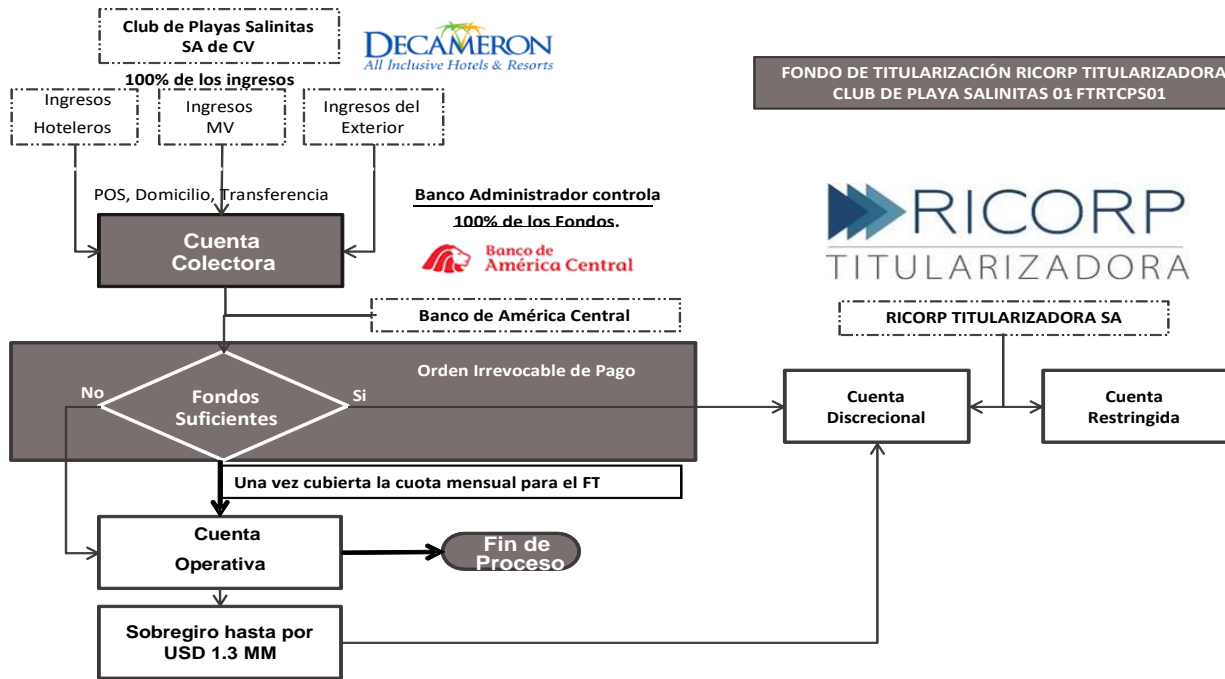 Club de Playas Salinitas
SA de CV
DECAMERON
All Inclusive Hotels & Resorts
100% de los ingresos
FONDO DE TITULARIZACIÓN RICORP TITULARIZADORA
CLUB DE PLAYA SALINITAS 01 FTRTCPS01
Ingresos
Hoteleros
Ingresos
MV
Ingresos del
Exterior
POS, Domicilio, Transferencia
Banco Administrador controla
100% de los Fondos.
RICORP
TITULARIZADORA
Cuenta
Colectora
Banco de
América Central
Banco de América Central
RICORP TITULARIZADORA SA
Orden Irrevocable de Pago
No
Fondos
Suficientes
Si
Cuenta
Discrecional
Cuenta
Restringida
Una vez cubierta la cuota mensual para el FT
Cuenta
Operativa
Fin de
Proceso
Sobregiro hasta por
USD 1.3 MM